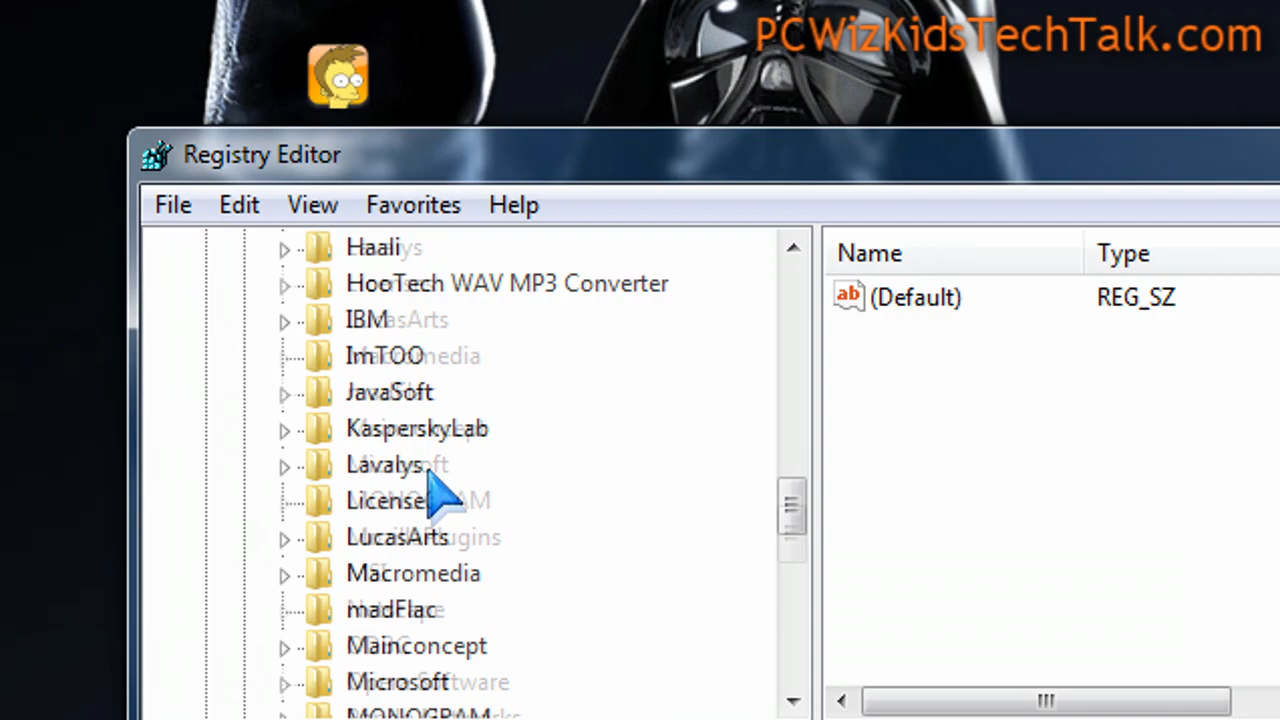 PCWizKidsTechTalk.com
Registry Editor
File Edit View Favorites Help
Name Type
(Default) REG_SZ
Haali
HooTech WAV MP3 Converter
IBM
ImTOO
JavaSoft
KasperskyLab
Lavalys
License
LucasArts
Macromedia
madFlac
Mainconcept
Microsoft
MONOGRAM